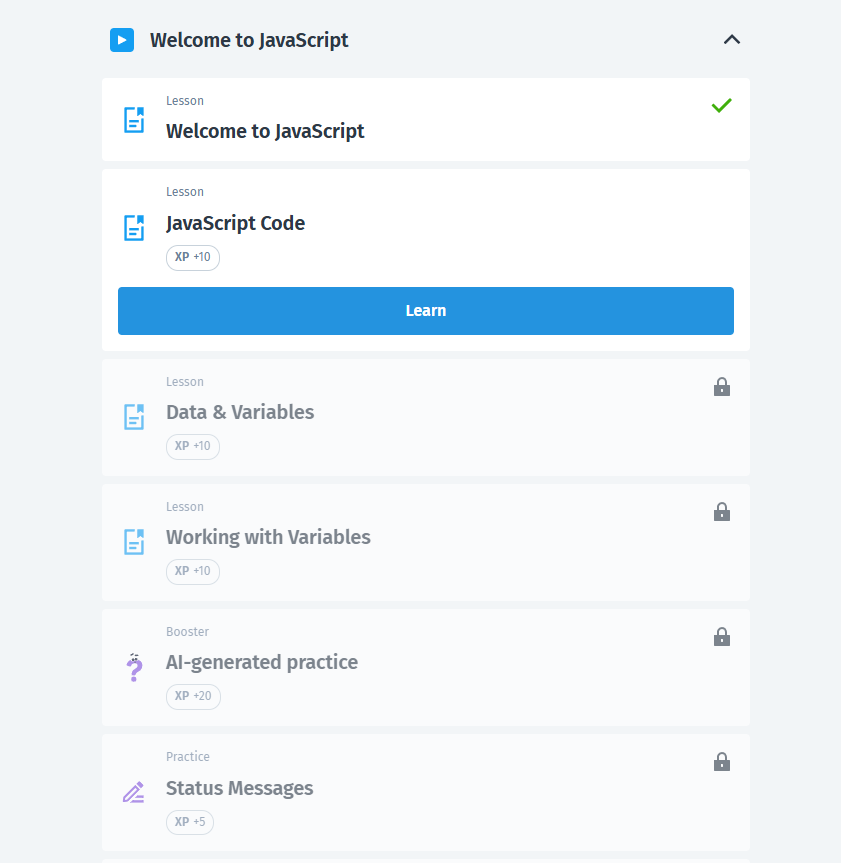 Welcome to JavaScript
Lesson
Welcome to JavaScript
Lesson
JavaScript Code
XP +10
Learn
Lesson
Data & Variables
XP +10
Lesson
Working with Variables
XP +10
Booster
AI-generated practice
XP +20
Practice
Status Messages
XP +5